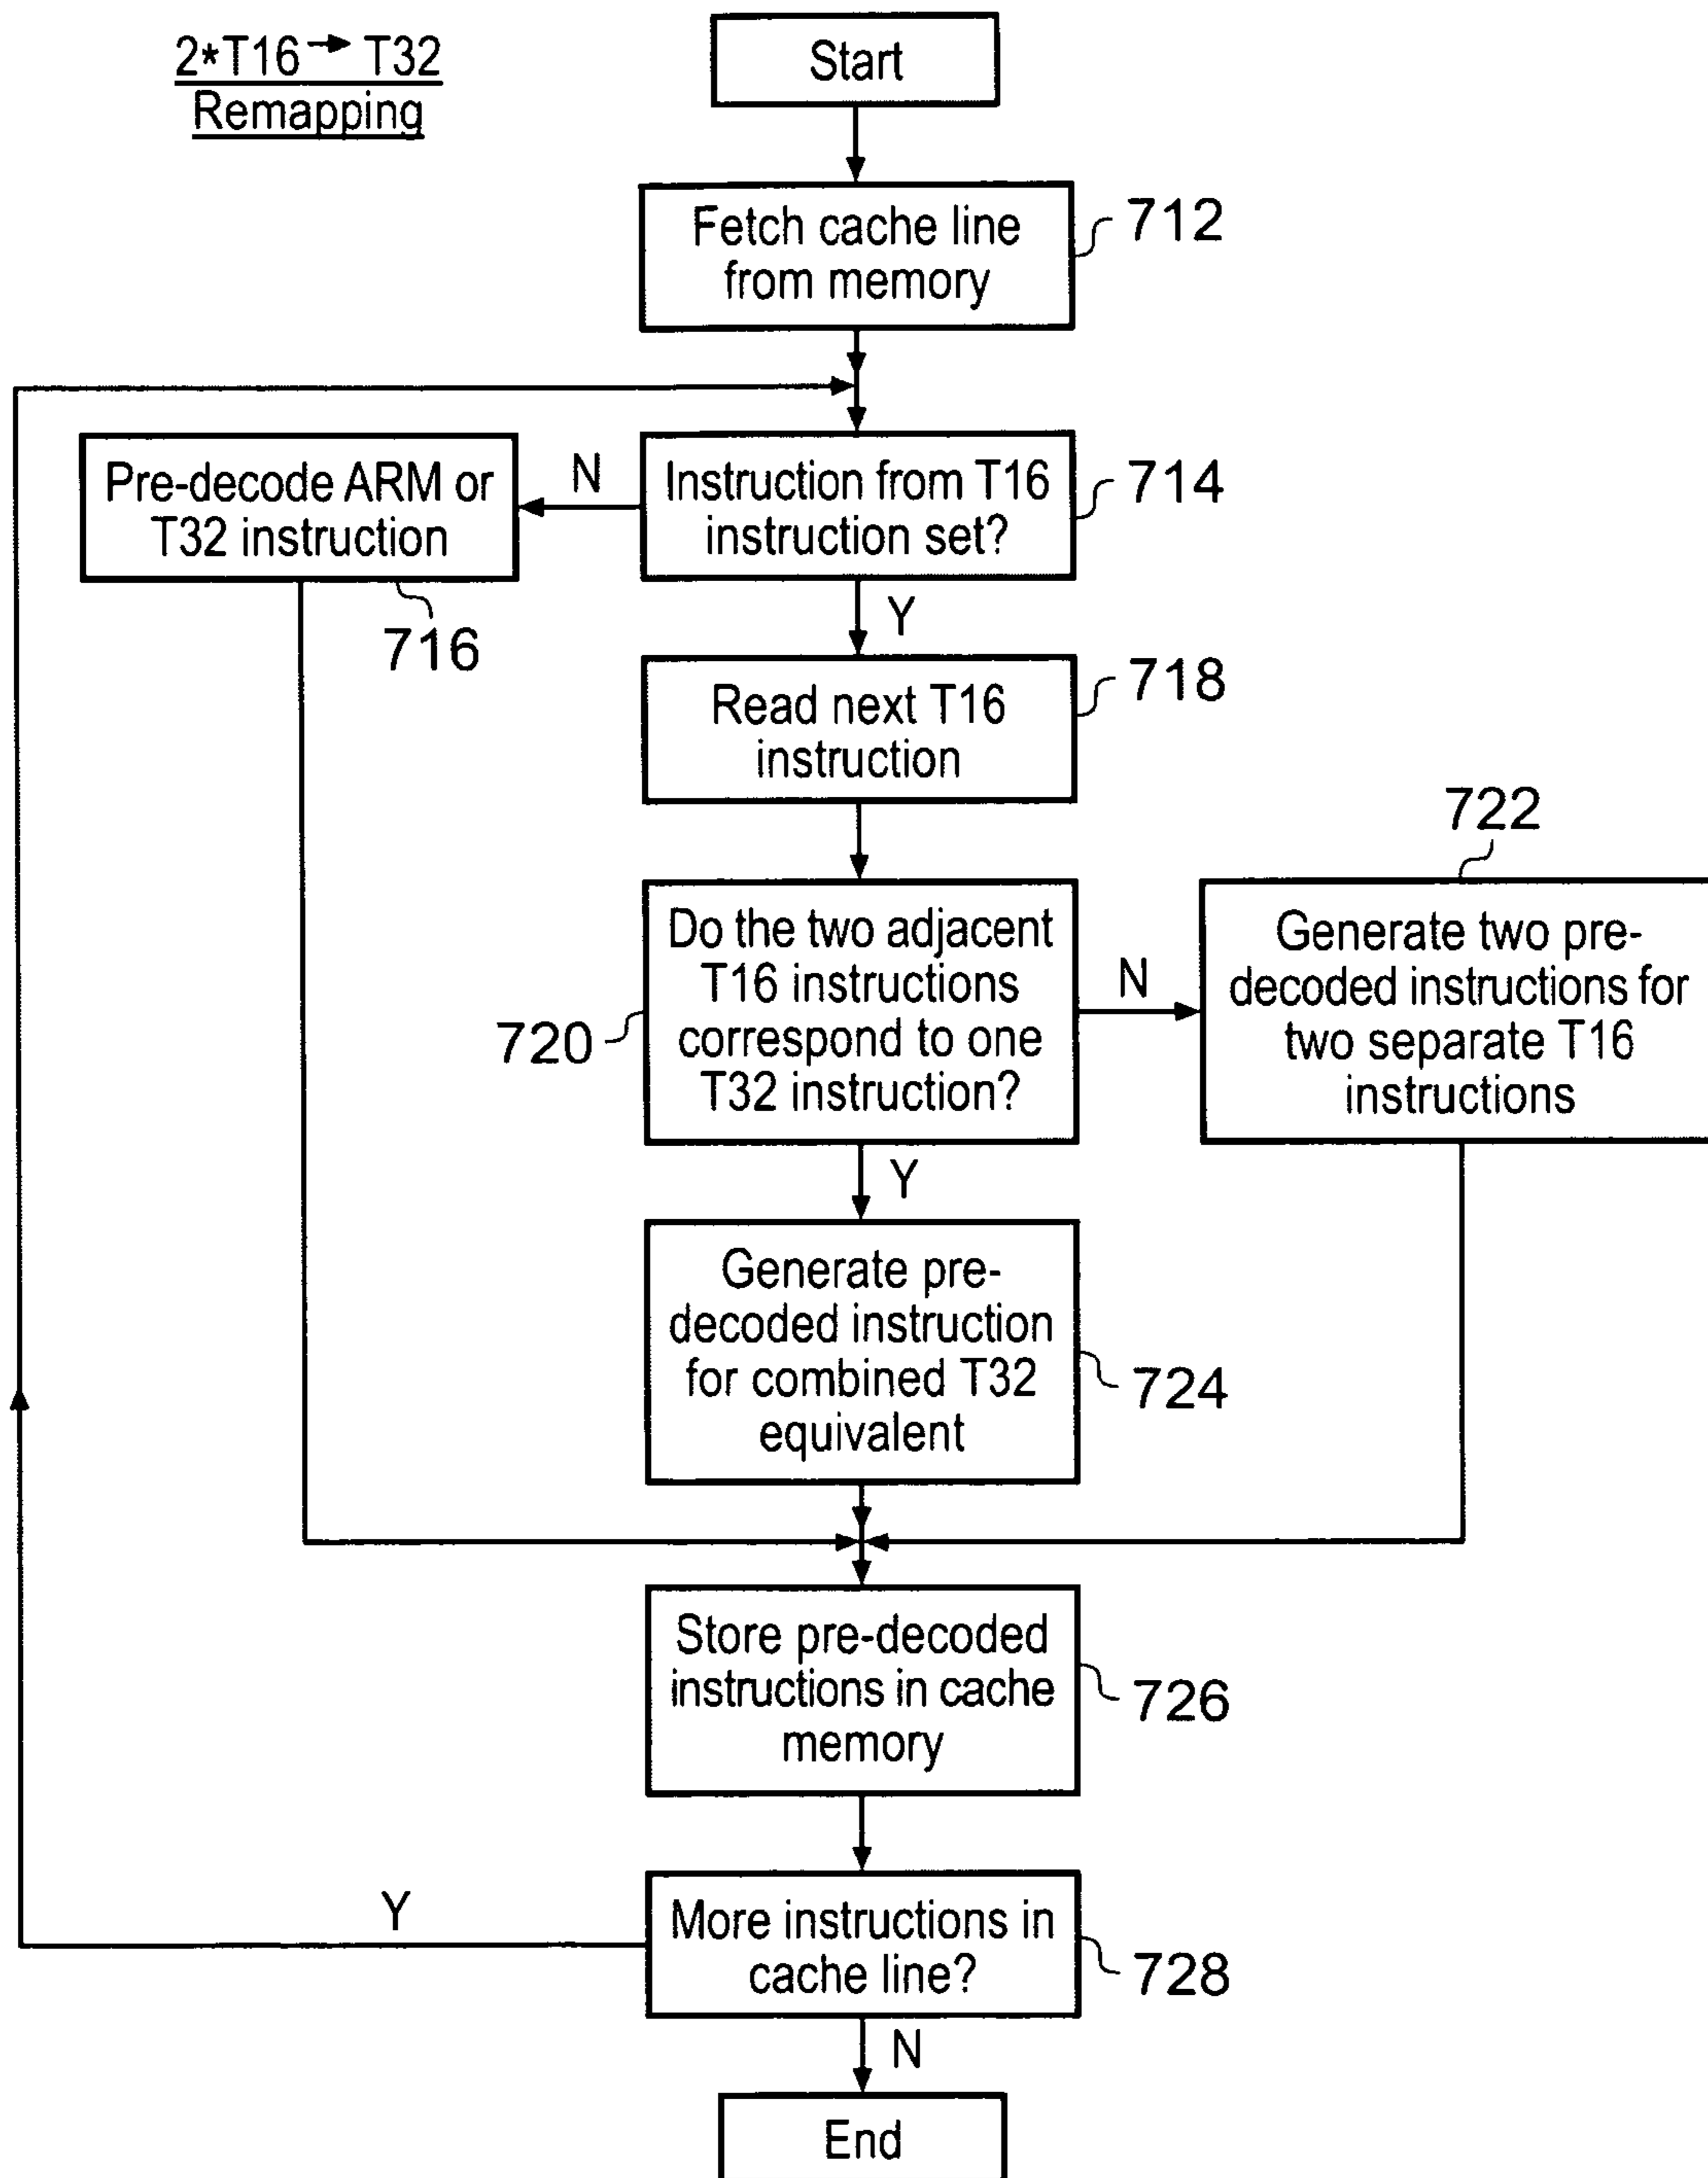 2*T16 → T32
Remapping
Start
Fetch cache line
from memory
712
Instruction from T16
instruction set?
714
N
Pre-decode ARM or
T32 instruction
716
Y
Read next T16
instruction
718
Do the two adjacent
T16 instructions
correspond to one
T32 instruction?
720
N
722
Generate two pre-
decoded instructions for
two separate T16
instructions
Y
Generate pre-
decoded instruction
for combined T32
equivalent
724
Store pre-decoded
instructions in cache
memory
726
More instructions in
cache line?
728
Y
N
End